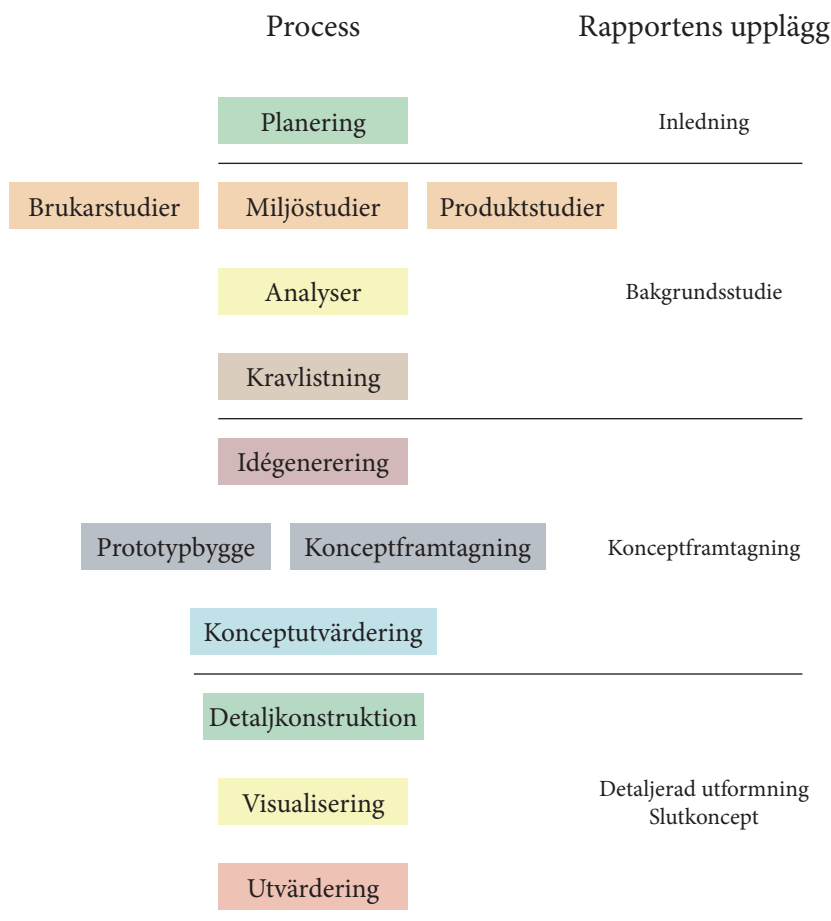 Process
Rapportens upplägg
Planering
Inledning
Brukarstudier
Miljöstudier
Produktstudier
Analyser
Bakgrundsstudie
Kravlistning
Idégenerering
Prototypbygge
Konceptframtagning
Konceptframtagning
Konceptutvärdering
Detaljkonstruktion
Visualisering
Detaljerad utformning
Slutkoncept
Utvärdering